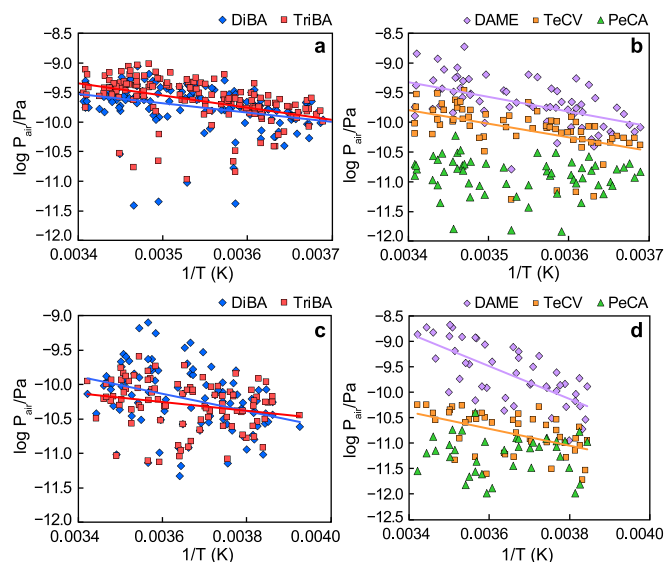 DiBA TriBA
a
−8.5
−9.0
−9.5
−10.0
−10.5
−11.0
−11.5
−12.0
log Pair/Pa
0.0034 0.0035 0.0036 0.0037
1/T (K)
DAME TeCV PeCA
b
−8.5
−9.0
−9.5
−10.0
−10.5
−11.0
−11.5
−12.0
log Pair/Pa
0.0034 0.0035 0.0036 0.0037
1/T (K)
DiBA TriBA
c
−9.0
−9.5
−10.0
−10.5
−11.0
−11.5
−12.0
log Pair/Pa
0.0034 0.0036 0.0038 0.0040
1/T (K)
DAME TeCV PeCA
d
−8.5
−9.0
−9.5
−10.0
−10.5
−11.0
−11.5
−12.0
−12.5
log Pair/Pa
0.0034 0.0036 0.0038 0.0040
1/T (K)